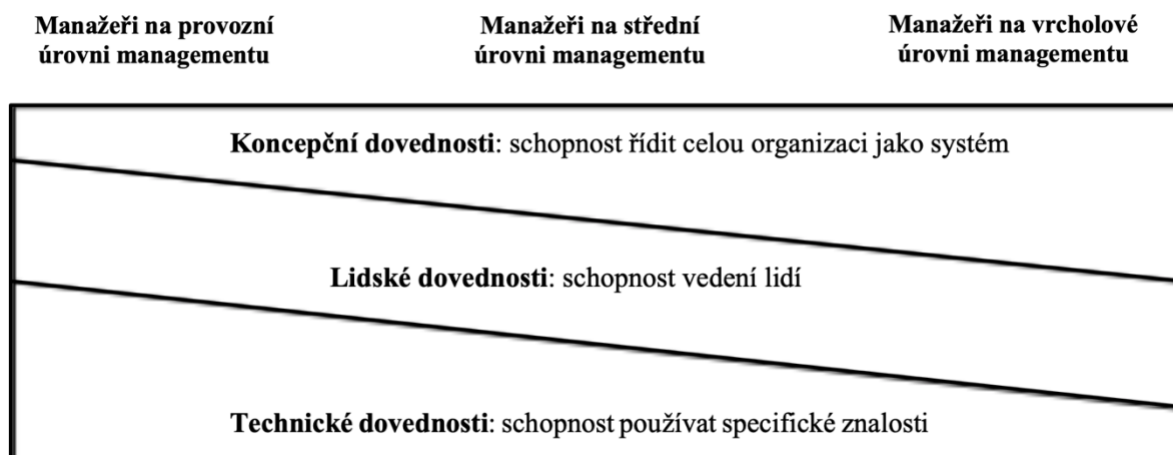 Manažeři na provozní
úrovni managementu
Manažeři na střední
úrovni managementu
Manažeři na vrcholové
úrovni managementu
Koncepční dovednosti: schopnost řídit celou organizaci jako systém
Lidské dovednosti: schopnost vedení lidí
Technické dovednosti: schopnost používat specifické znalosti